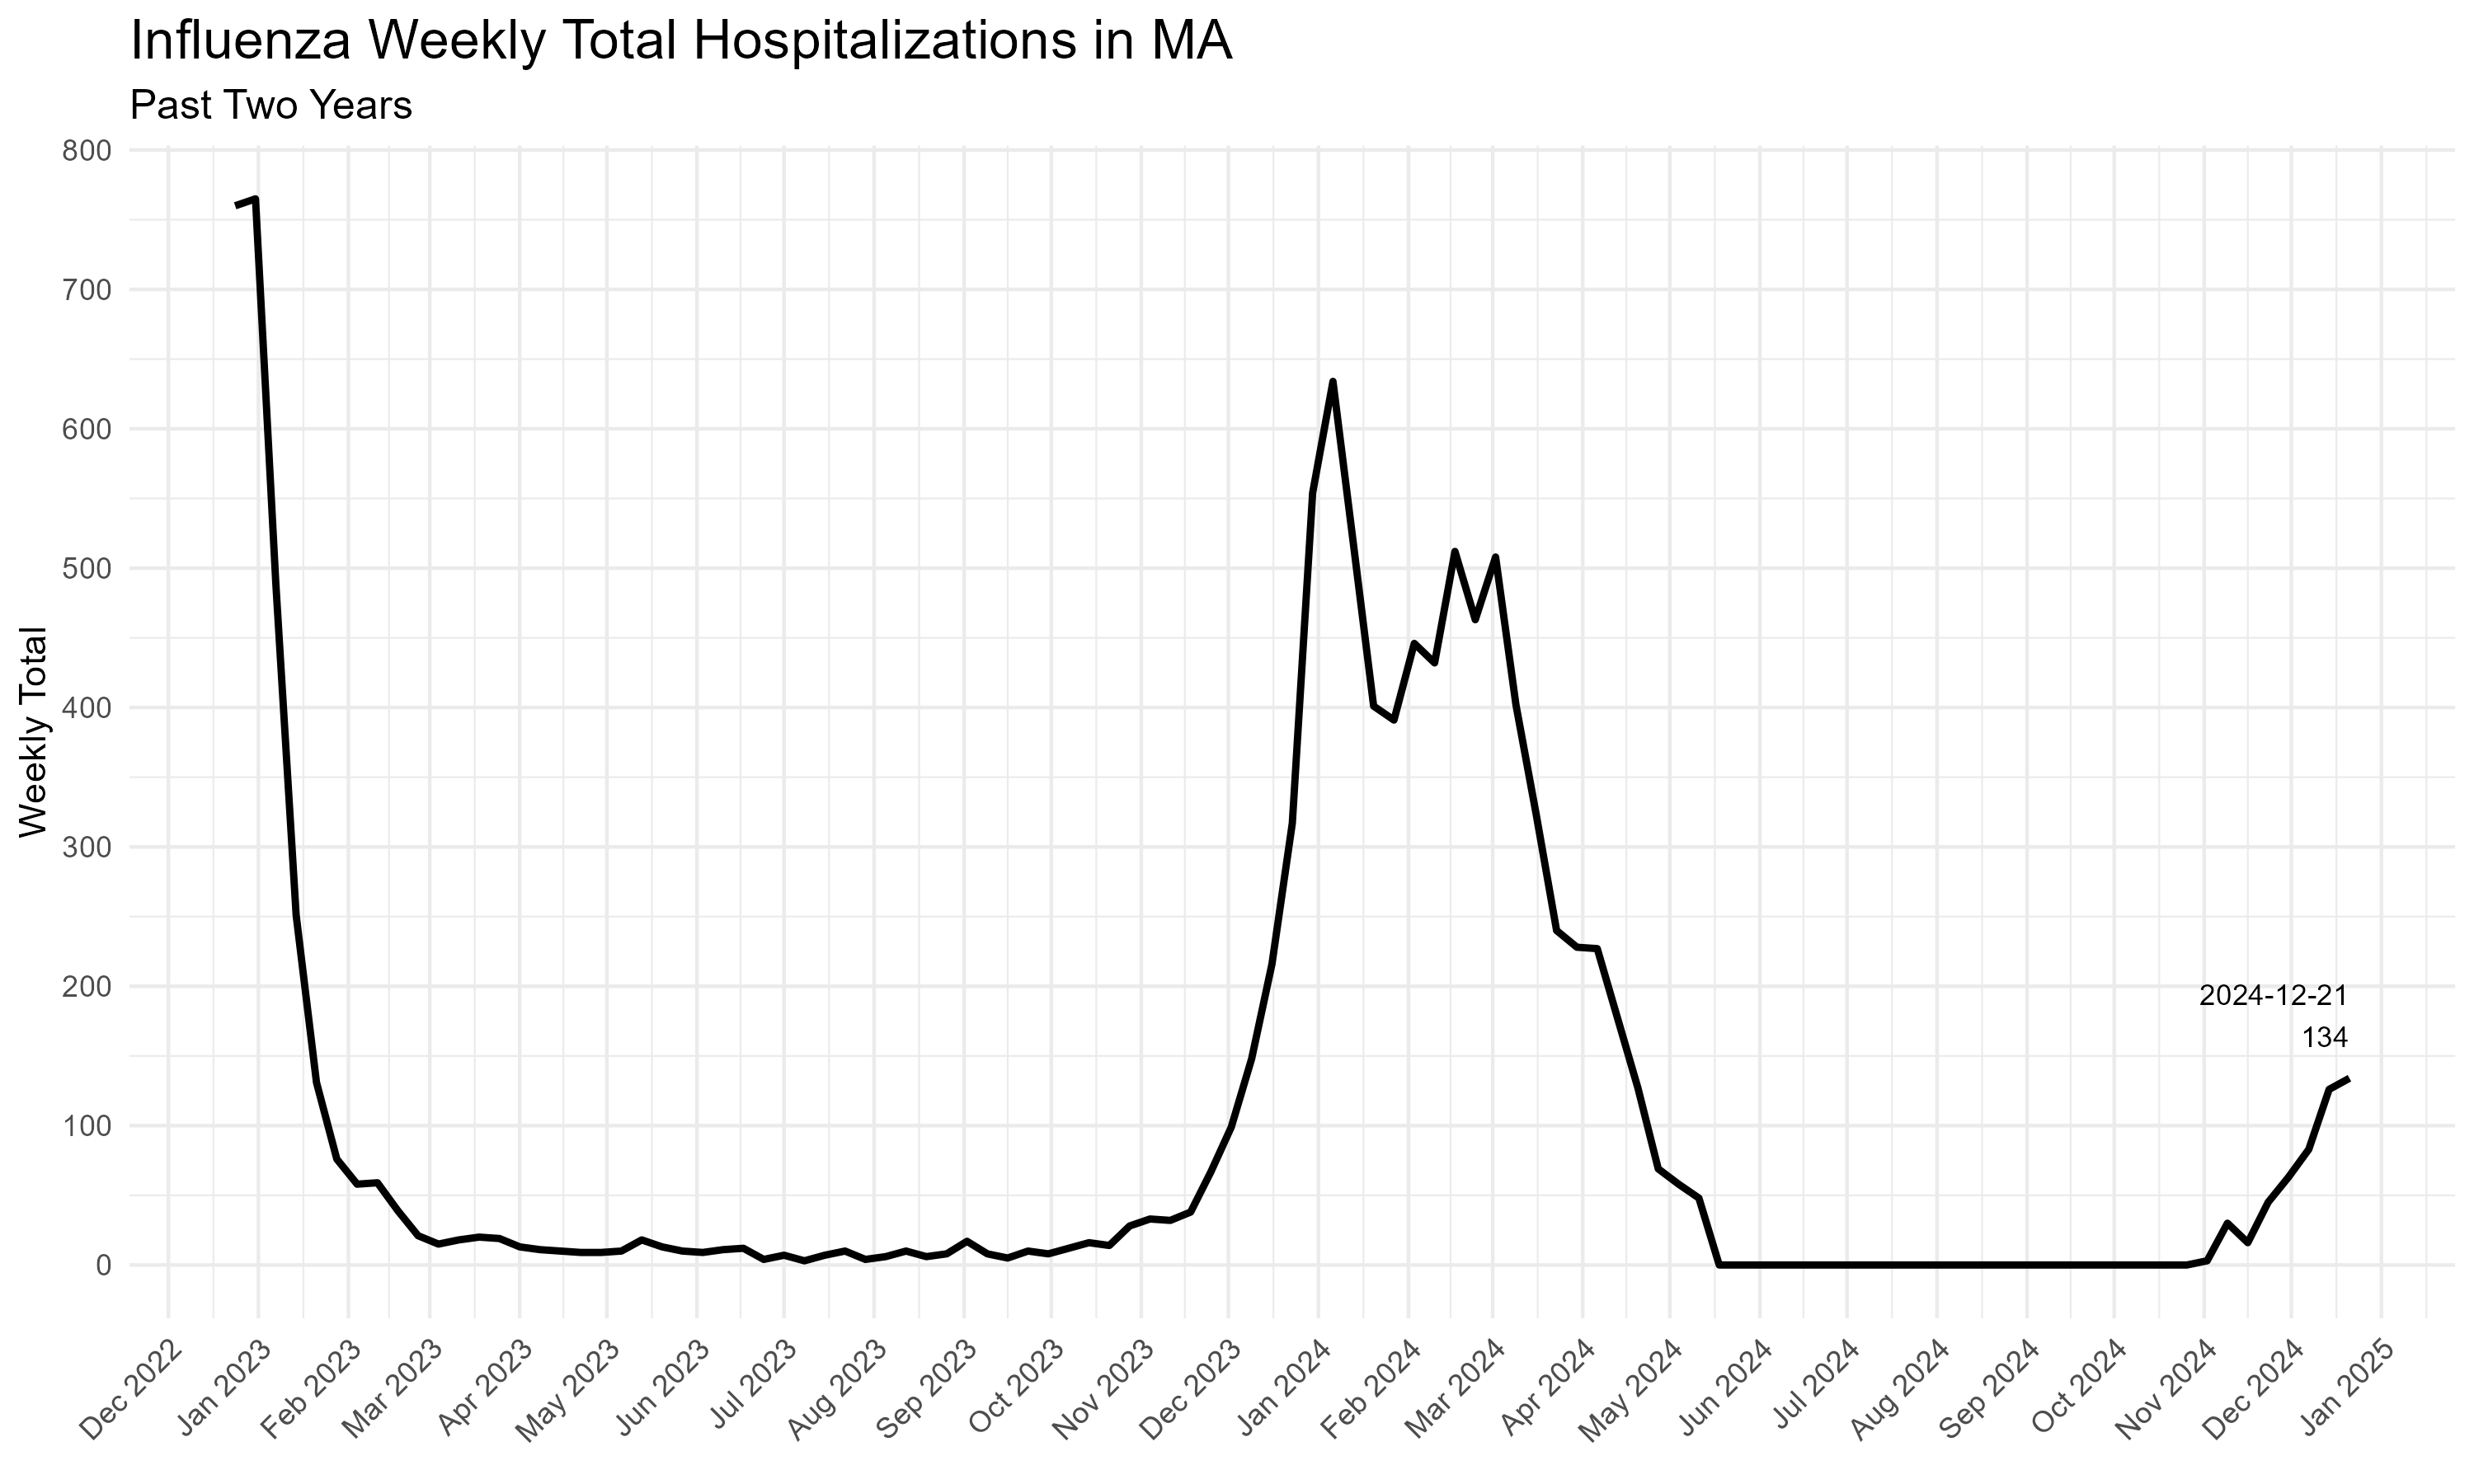 Influenza Weekly Total Hospitalizations in MA
Past Two Years
800
700
600
500
400
300
200
100
0
Weekly Total
2024-12-21
134
Dec 2022
Jan 2023
Feb 2023
Mar 2023
Apr 2023
May 2023
Jun 2023
Jul 2023
Aug 2023
Sep 2023
Oct 2023
Nov 2023
Dec 2023
Jan 2024
Feb 2024
Mar 2024
Apr 2024
May 2024
Jun 2024
Jul 2024
Aug 2024
Sep 2024
Oct 2024
Nov 2024
Dec 2024
Jan 2025